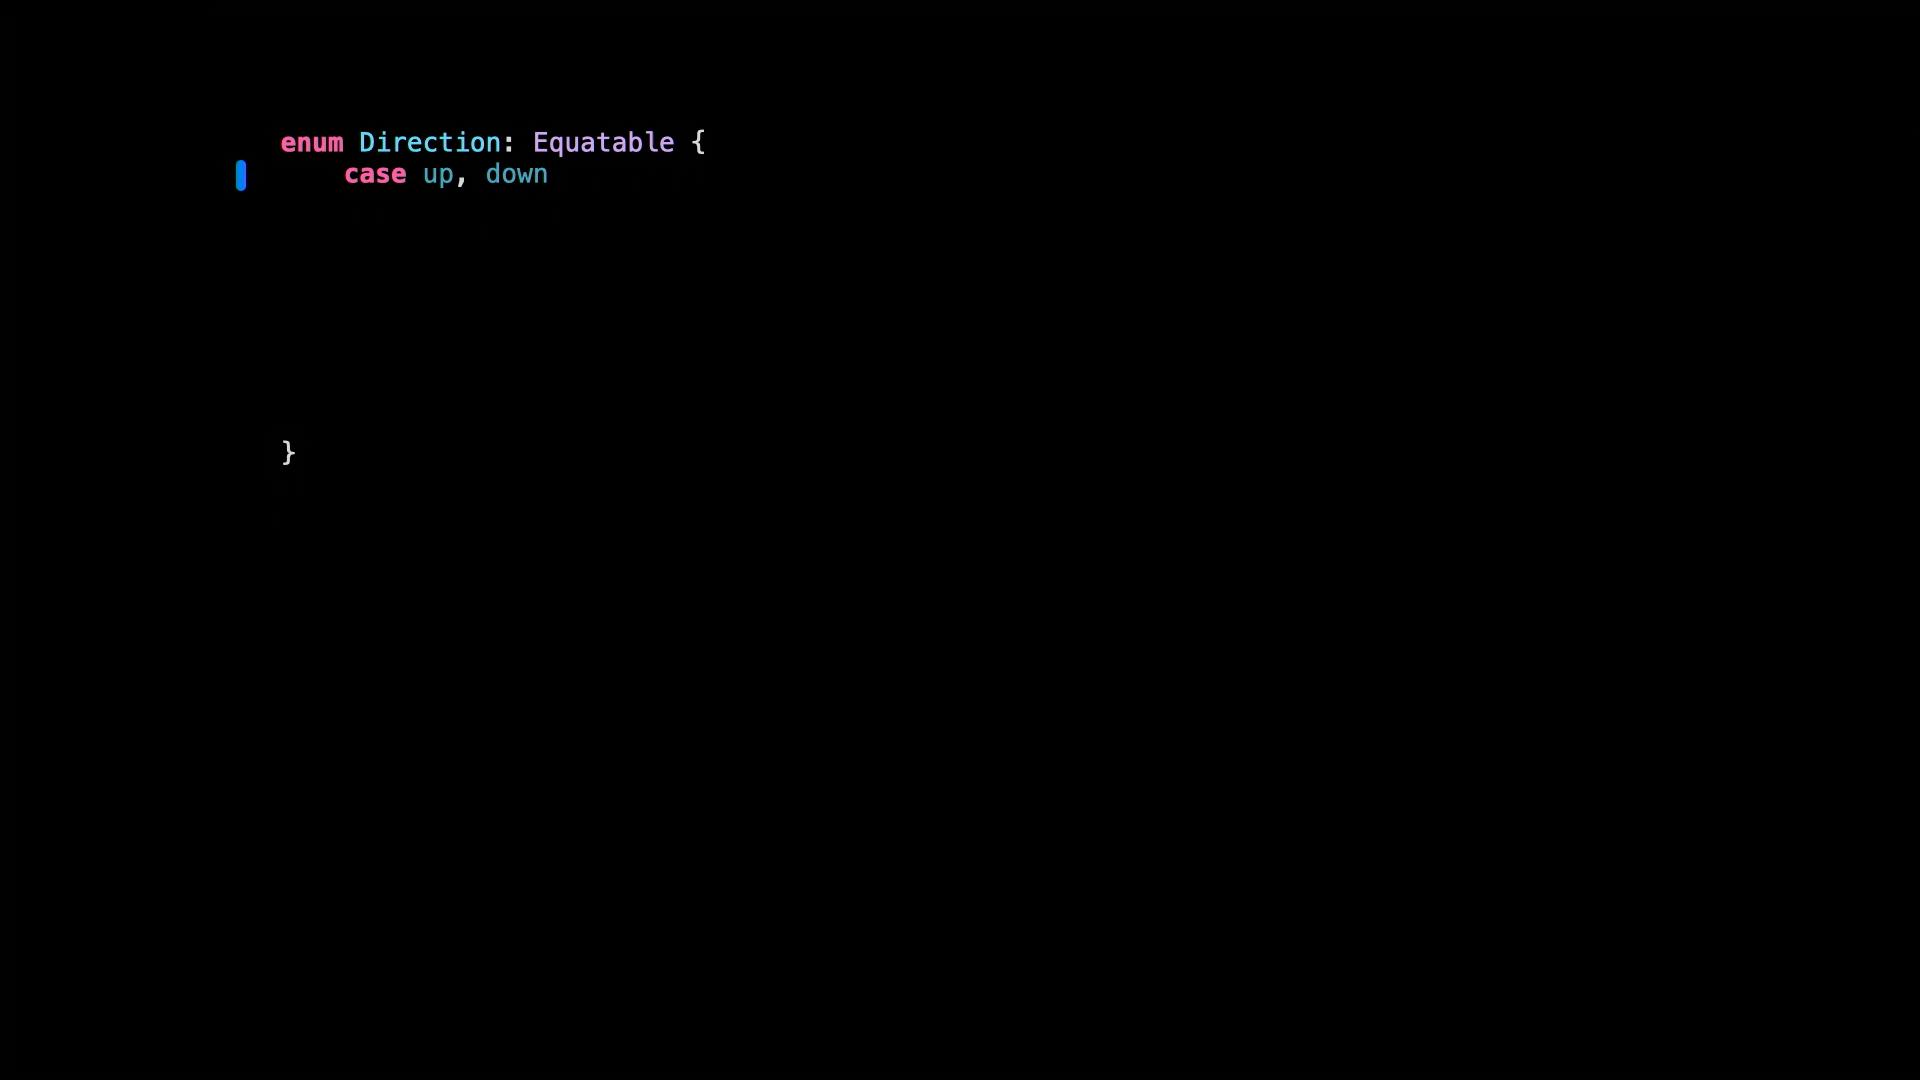 enum Direction: Equatable {
    case up, down
}